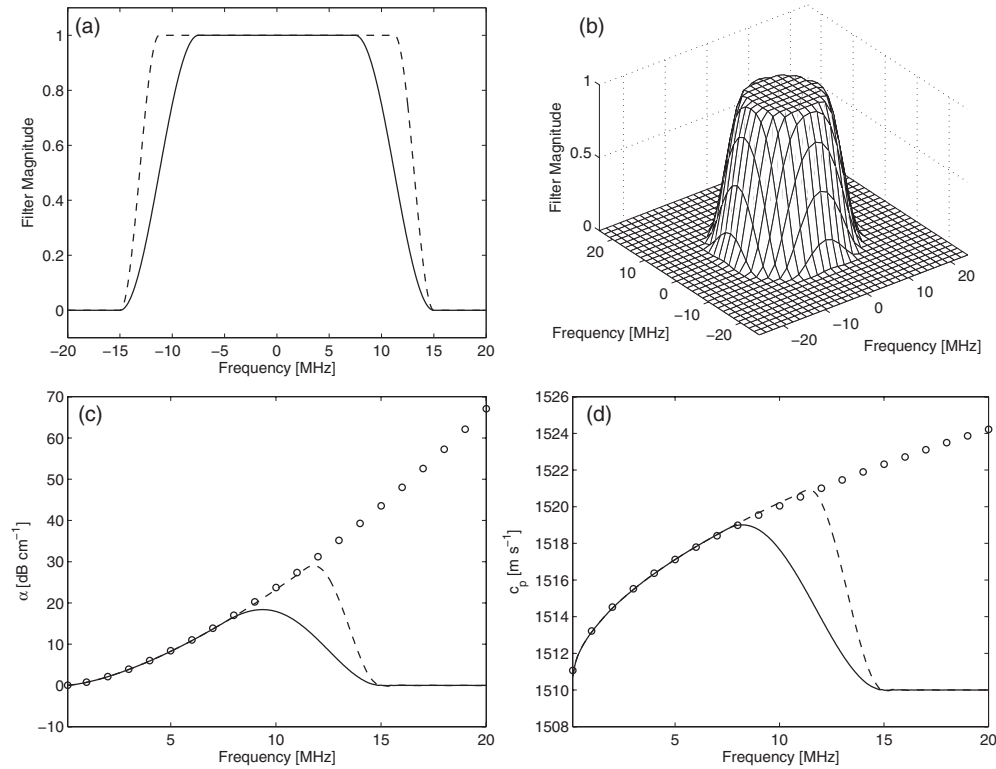 (a)
Filter Magnitude
1
0.8
0.6
0.4
0.2
0
−20 −15 −10 −5 0 5 10 15 20
Frequency [MHz]
(b)
Filter Magnitude
1
0.5
0
20
10
0
−10
−20
Frequency [MHz]
−20
−10
0
10
20
Frequency [MHz]
(c)
α [dB cm⁻¹]
70
60
50
40
30
20
10
0
−10
5 10 15 20
Frequency [MHz]
(d)
cₚ [m s⁻¹]
1526
1524
1522
1520
1518
1516
1514
1512
1510
1508
5 10 15 20
Frequency [MHz]